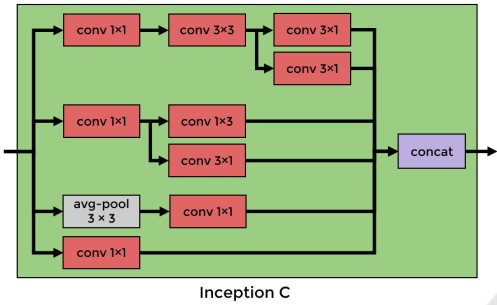 conv 1×1
conv 3×3
conv 3×1
conv 3×1
conv 1×1
conv 1×3
conv 3×1
concat
avg-pool
3 × 3
conv 1×1
conv 1×1
Inception C